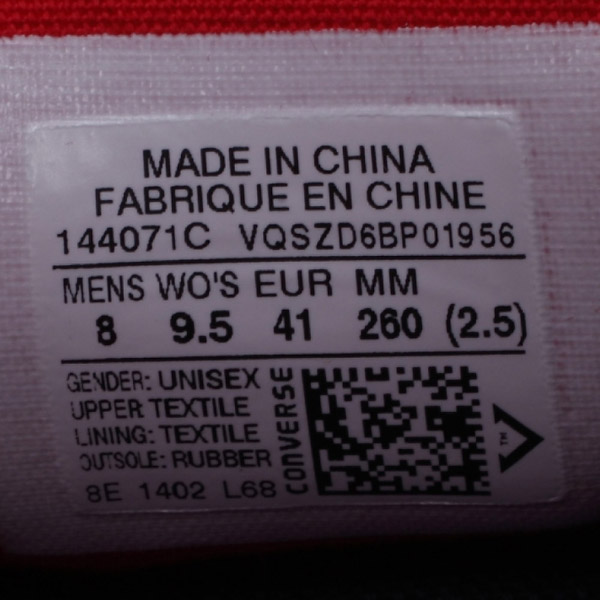 MADE IN CHINA
FABRIQUE EN CHINE
144071C VQSZD6BP01956
MENS WO'S EUR MM
8 9.5 41 260 (2.5)
GENDER: UNISEX
UPPER TEXTILE
LINING: TEXTILE
OUTSOLE: RUBBER
8E 1402 L68
CONVERSE
TM